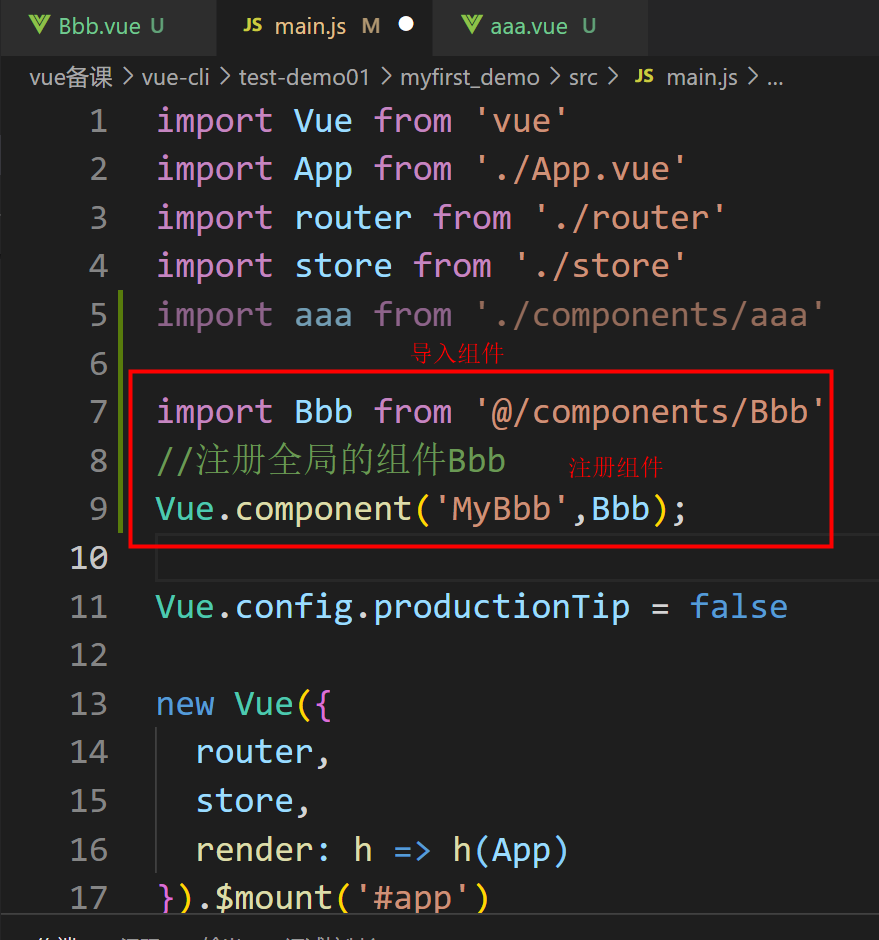 Bbb.vue U JS main.js M aaa.vue U
vue备课 > vue-cli > test-demo01 > myfirst_demo > src > JS main.js > ...
1 import Vue from 'vue'
2 import App from './App.vue'
3 import router from './router'
4 import store from './store'
5 import aaa from './components/aaa'
导入组件
6
7 import Bbb from '@/components/Bbb'
8 //注册全局的组件Bbb 注册组件
9 Vue.component('MyBbb',Bbb);
10
11 Vue.config.productionTip = false
12
13 new Vue({
14 router,
15 store,
16 render: h => h(App)
17 }).$mount('#app')